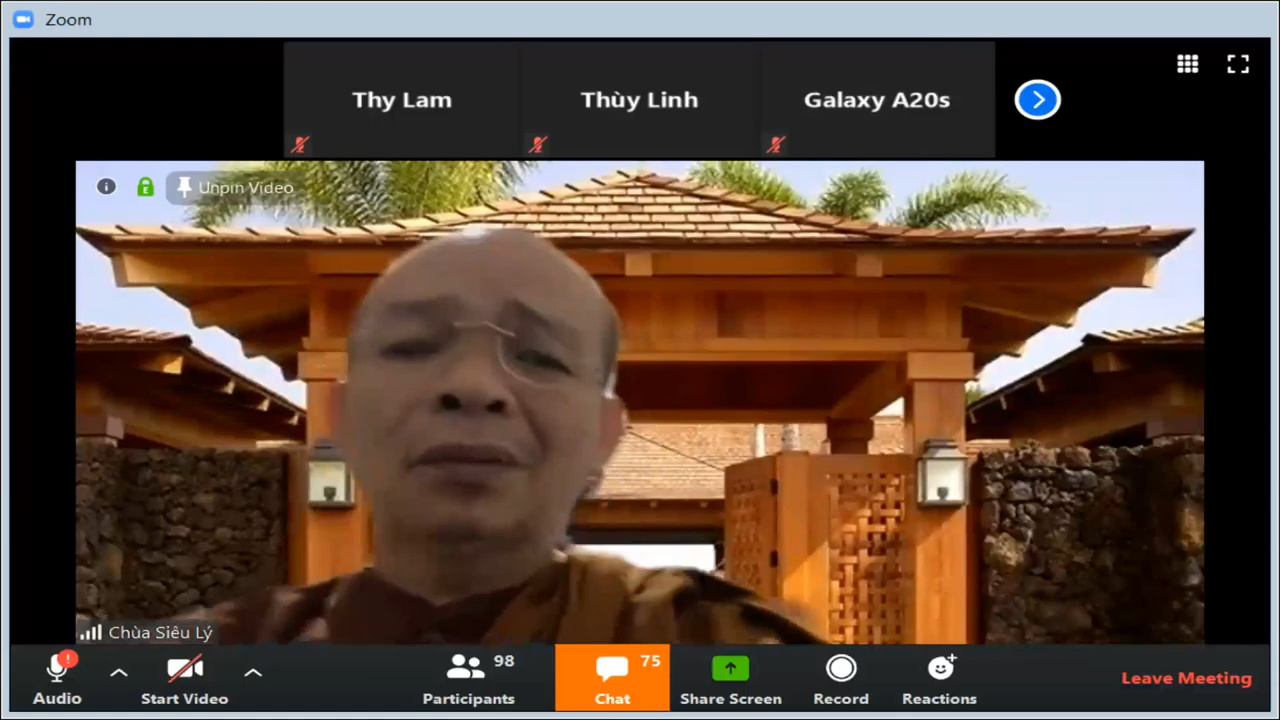 Zoom
Thy Lam
Thùy Linh
Galaxy A20s
Unpin Video
Chùa Siêu Lý
98
75
Audio
Start Video
Participants
Chat
Share Screen
Record
Reactions
Leave Meeting